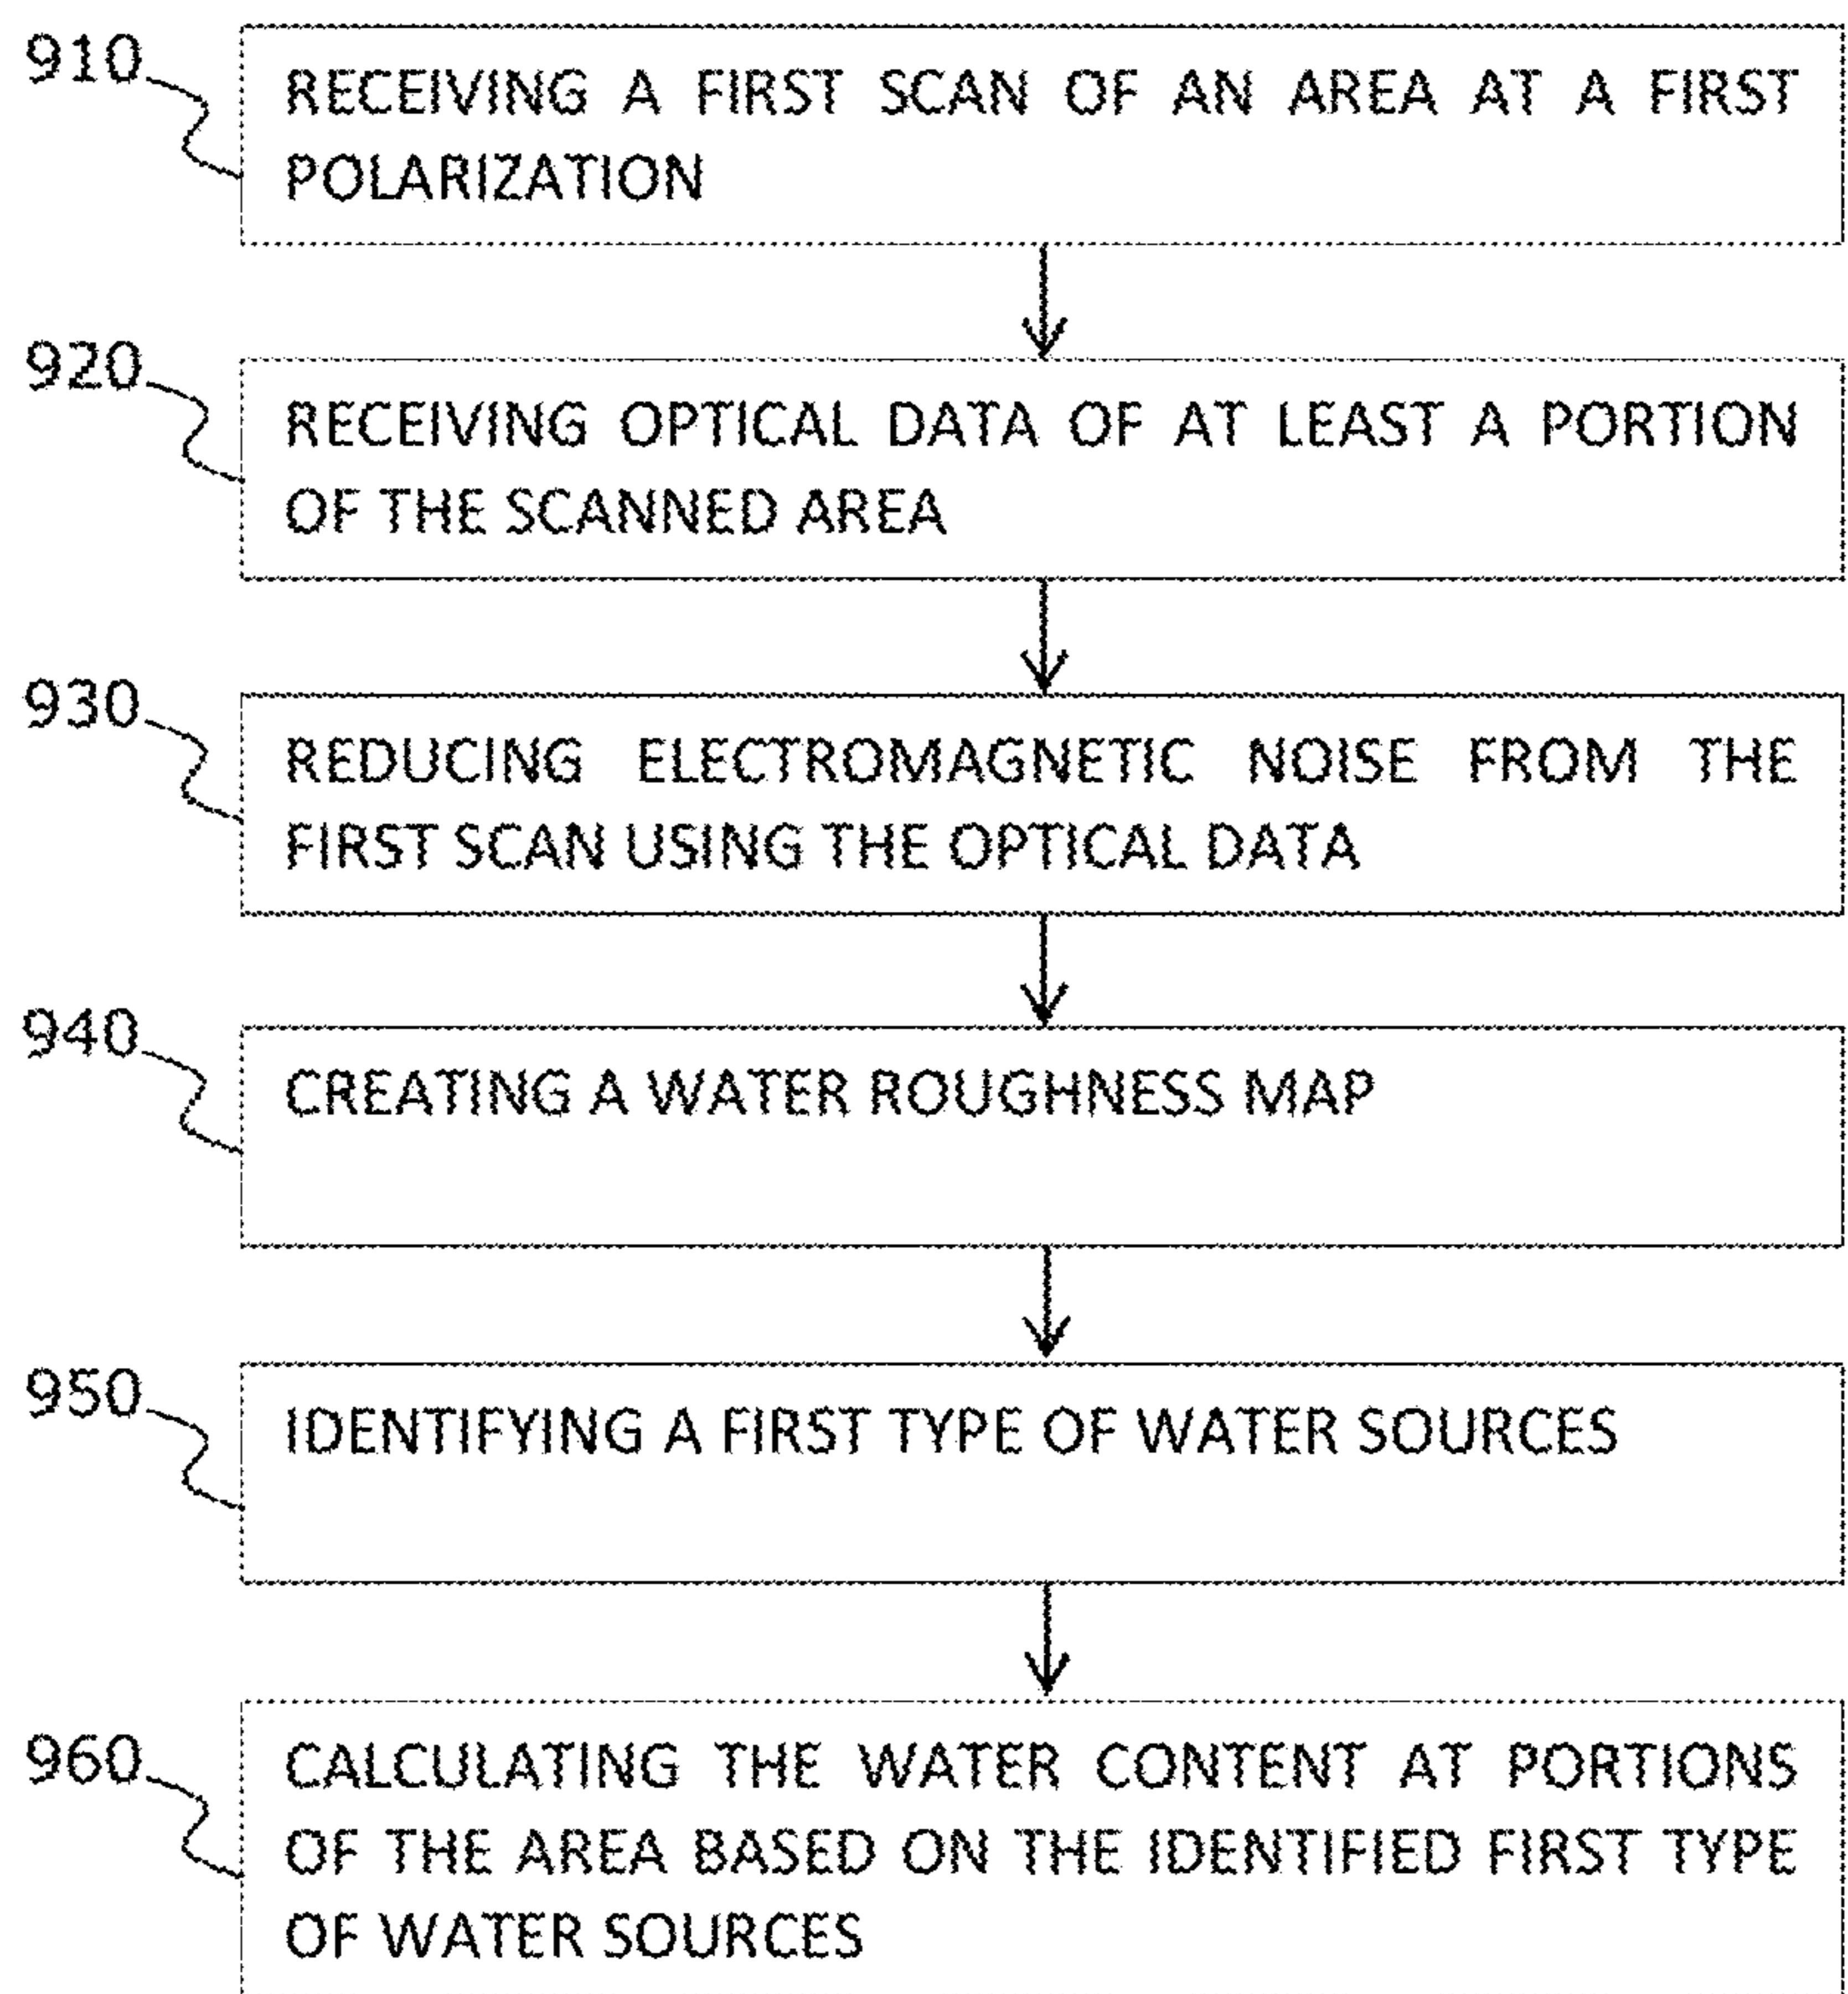 910
RECEIVING A FIRST SCAN OF AN AREA AT A FIRST
POLARIZATION
920
RECEIVING OPTICAL DATA OF AT LEAST A PORTION
OF THE SCANNED AREA
930
REDUCING ELECTROMAGNETIC NOISE FROM THE
FIRST SCAN USING THE OPTICAL DATA
940
CREATING A WATER ROUGHNESS MAP
950
IDENTIFYING A FIRST TYPE OF WATER SOURCES
960
CALCULATING THE WATER CONTENT AT PORTIONS
OF THE AREA BASED ON THE IDENTIFIED FIRST TYPE
OF WATER SOURCES